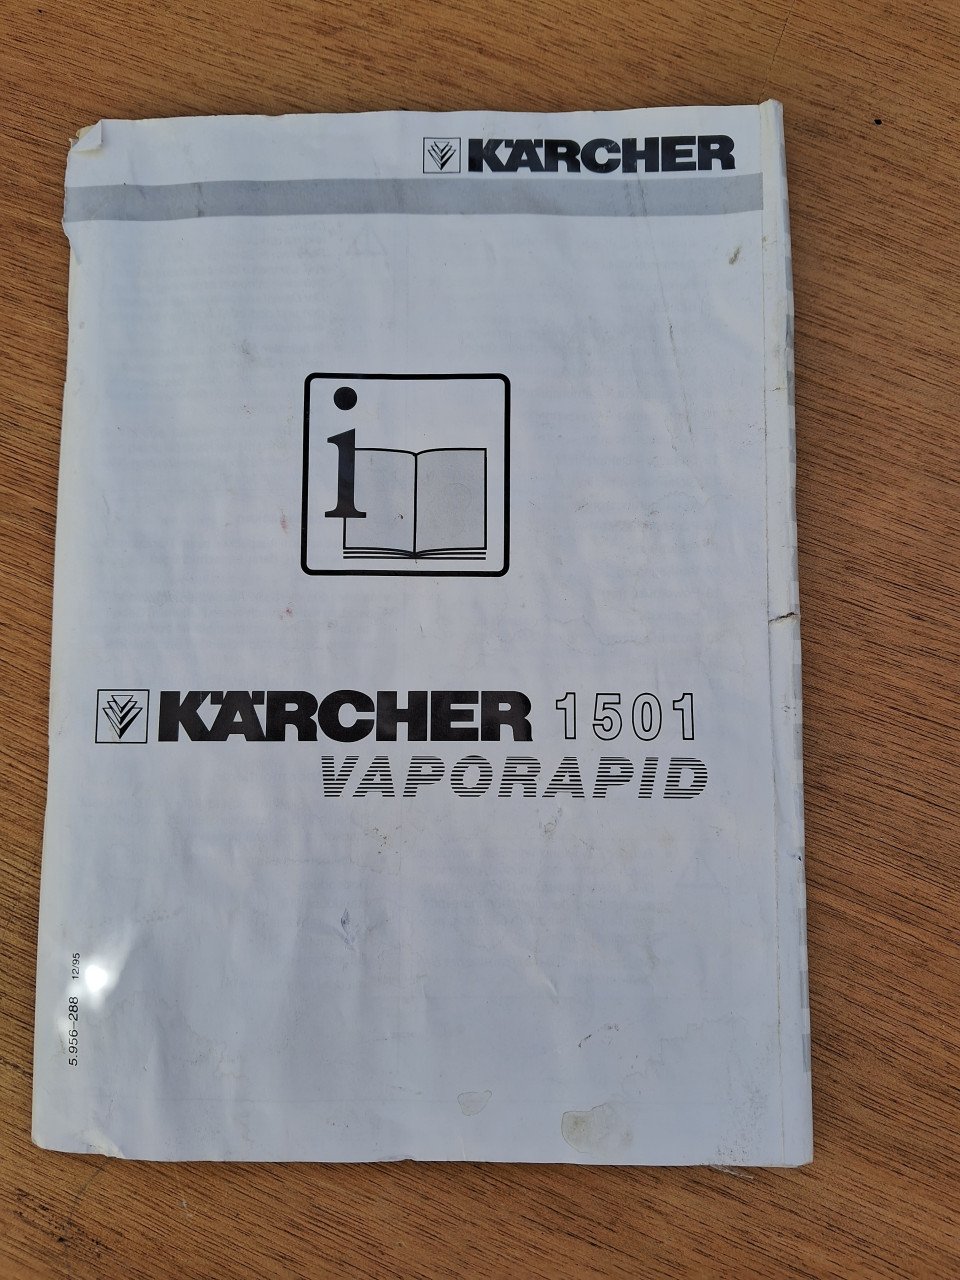 KÄRCHER
i
KÄRCHER 1501
VAPORAPID
5.956-288 12/95